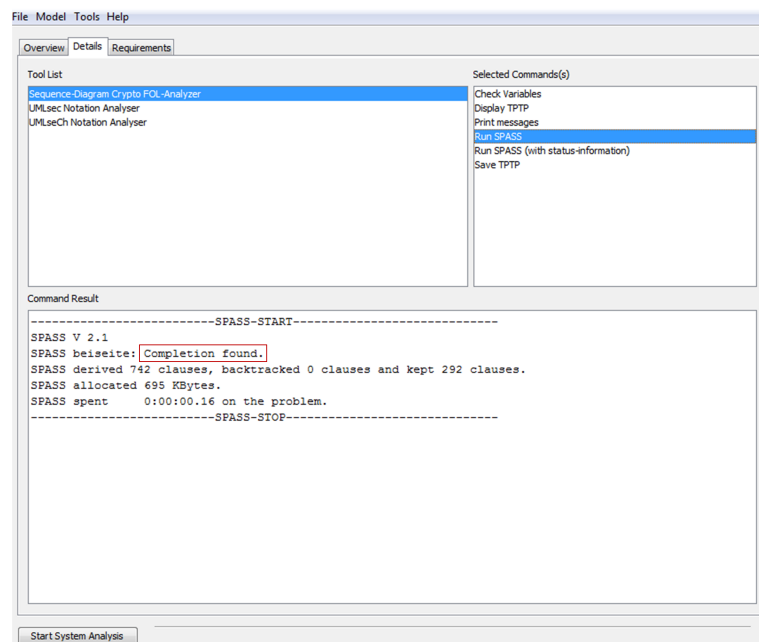 File Model Tools Help
Overview Details Requirements
Tool List
Sequence-Diagram Crypto FOL-Analyzer
UMLsec Notation Analyser
UMLseCh Notation Analyser
Selected Commands(s)
Check Variables
Display TPTP
Print messages
Run SPASS
Run SPASS (with status-information)
Save TPTP
Command Result
--------------------------SPASS-START-----------------------------
SPASS V 2.1
SPASS beiseite: Completion found.
SPASS derived 742 clauses, backtracked 0 clauses and kept 292 clauses.
SPASS allocated 695 KBytes.
SPASS spent 0:00:00.16 on the problem.
--------------------------SPASS-STOP------------------------------
Start System Analysis